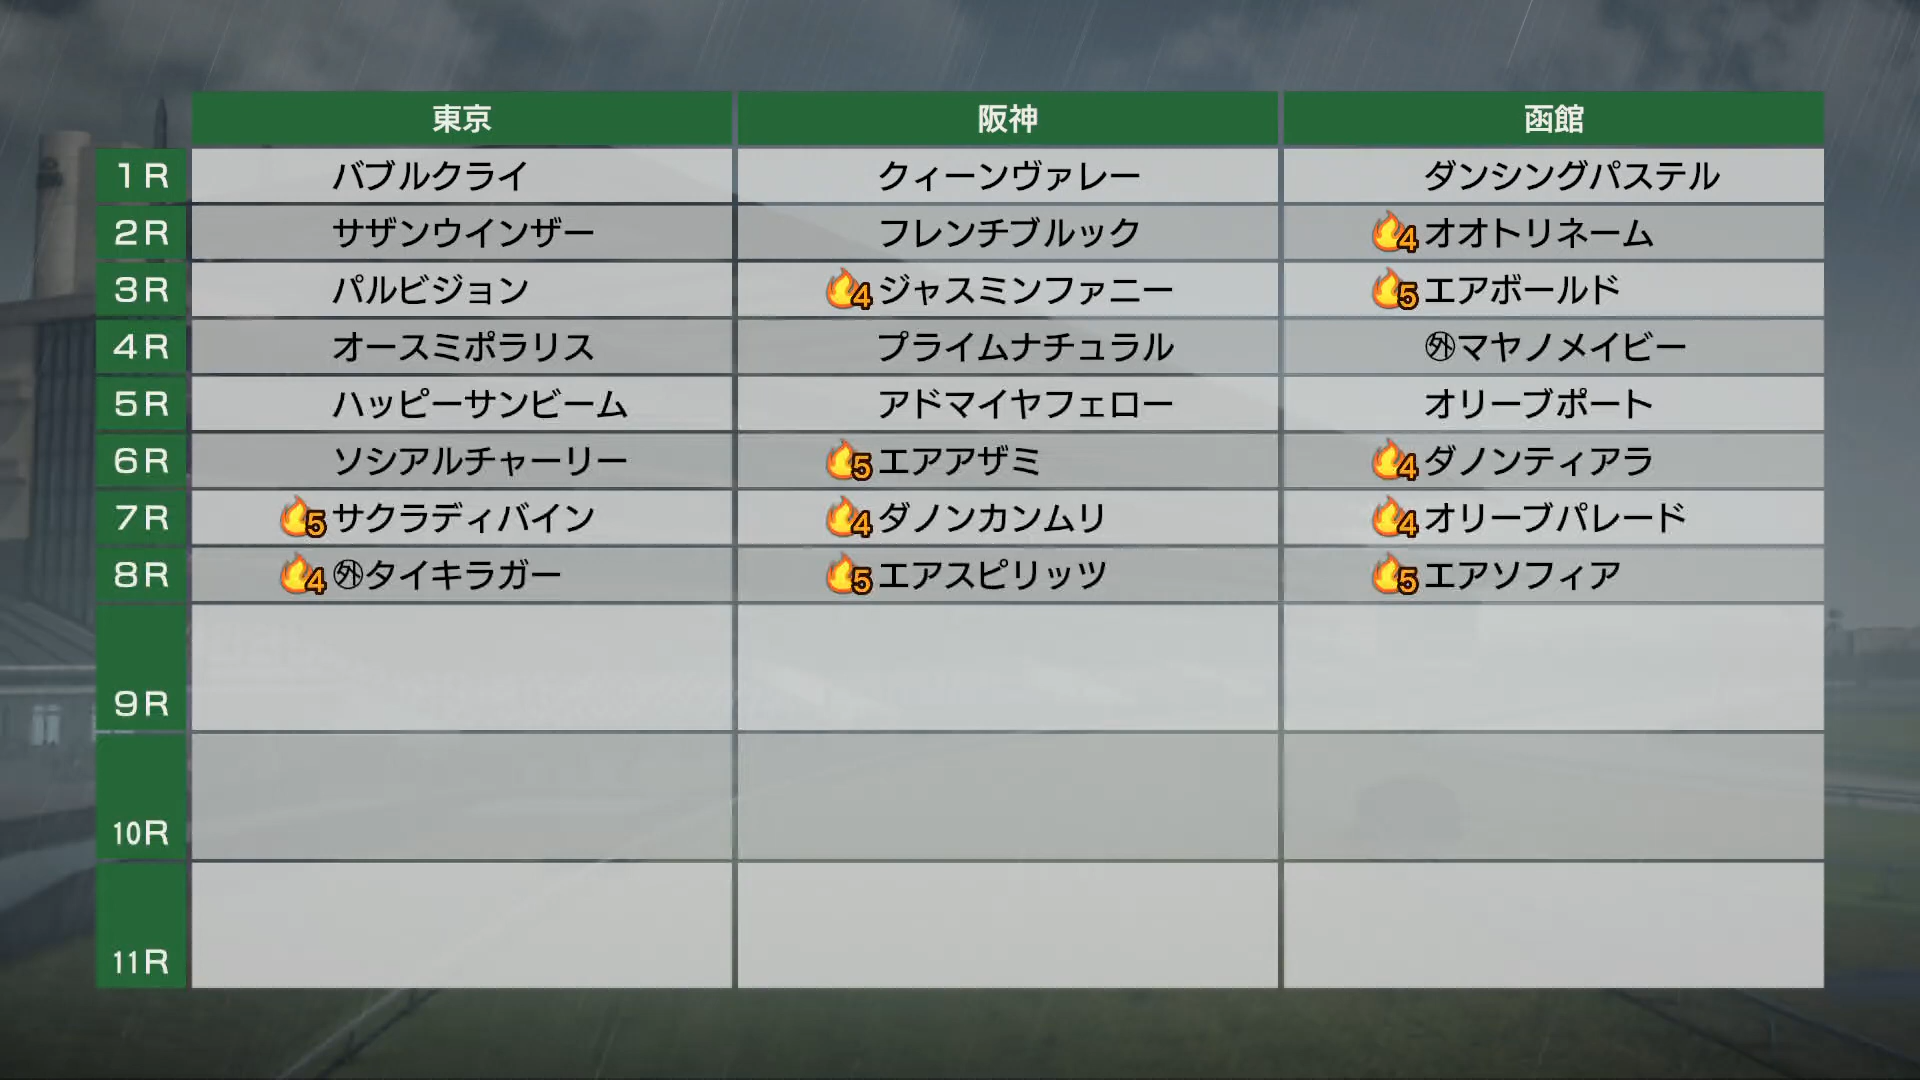 東京 阪神 函館
1R バブルクライ クィーンヴァレー ダンシングパステル
2R サザンウインザー フレンチブルック 4 オオトリネーム
3R パルビジョン 4 ジャスミンファニー 5 エアボールド
4R オースミポラリス プライムナチュラル ㊕マヤノメイビー
5R ハッピーサンビーム アドマイヤフェロー オリーブポート
6R ソシアルチャーリー 5 エアアザミ 4 ダノンティアラ
7R 5 サクラディバイン 4 ダノンカンムリ 4 オリーブパレード
8R 4 外タイキラガー 5 エアスピリッツ 5 エアソフィア
9R
10R
11R